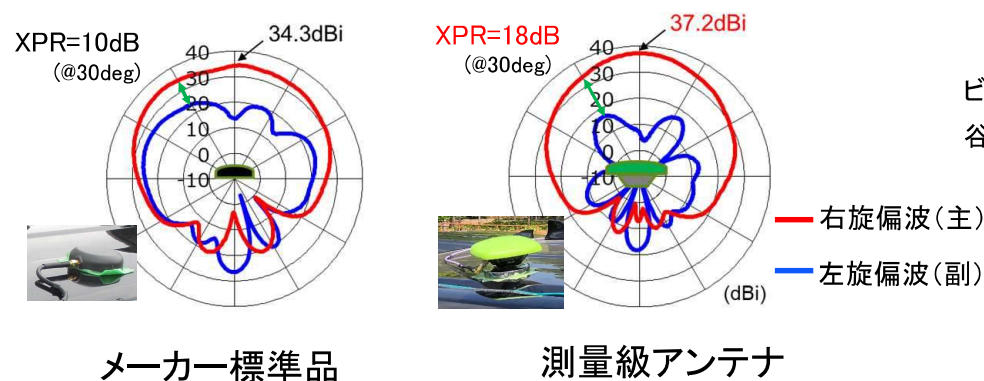 XPR=10dB
(@30deg)
34.3dBi
40
30
20
10
0
-10
メーカー標準品
XPR=18dB
(@30deg)
37.2dBi
40
30
20
10
0
-10
(dBi)
測量級アンテナ
ビ
谷
右旋偏波(主)
左旋偏波(副)